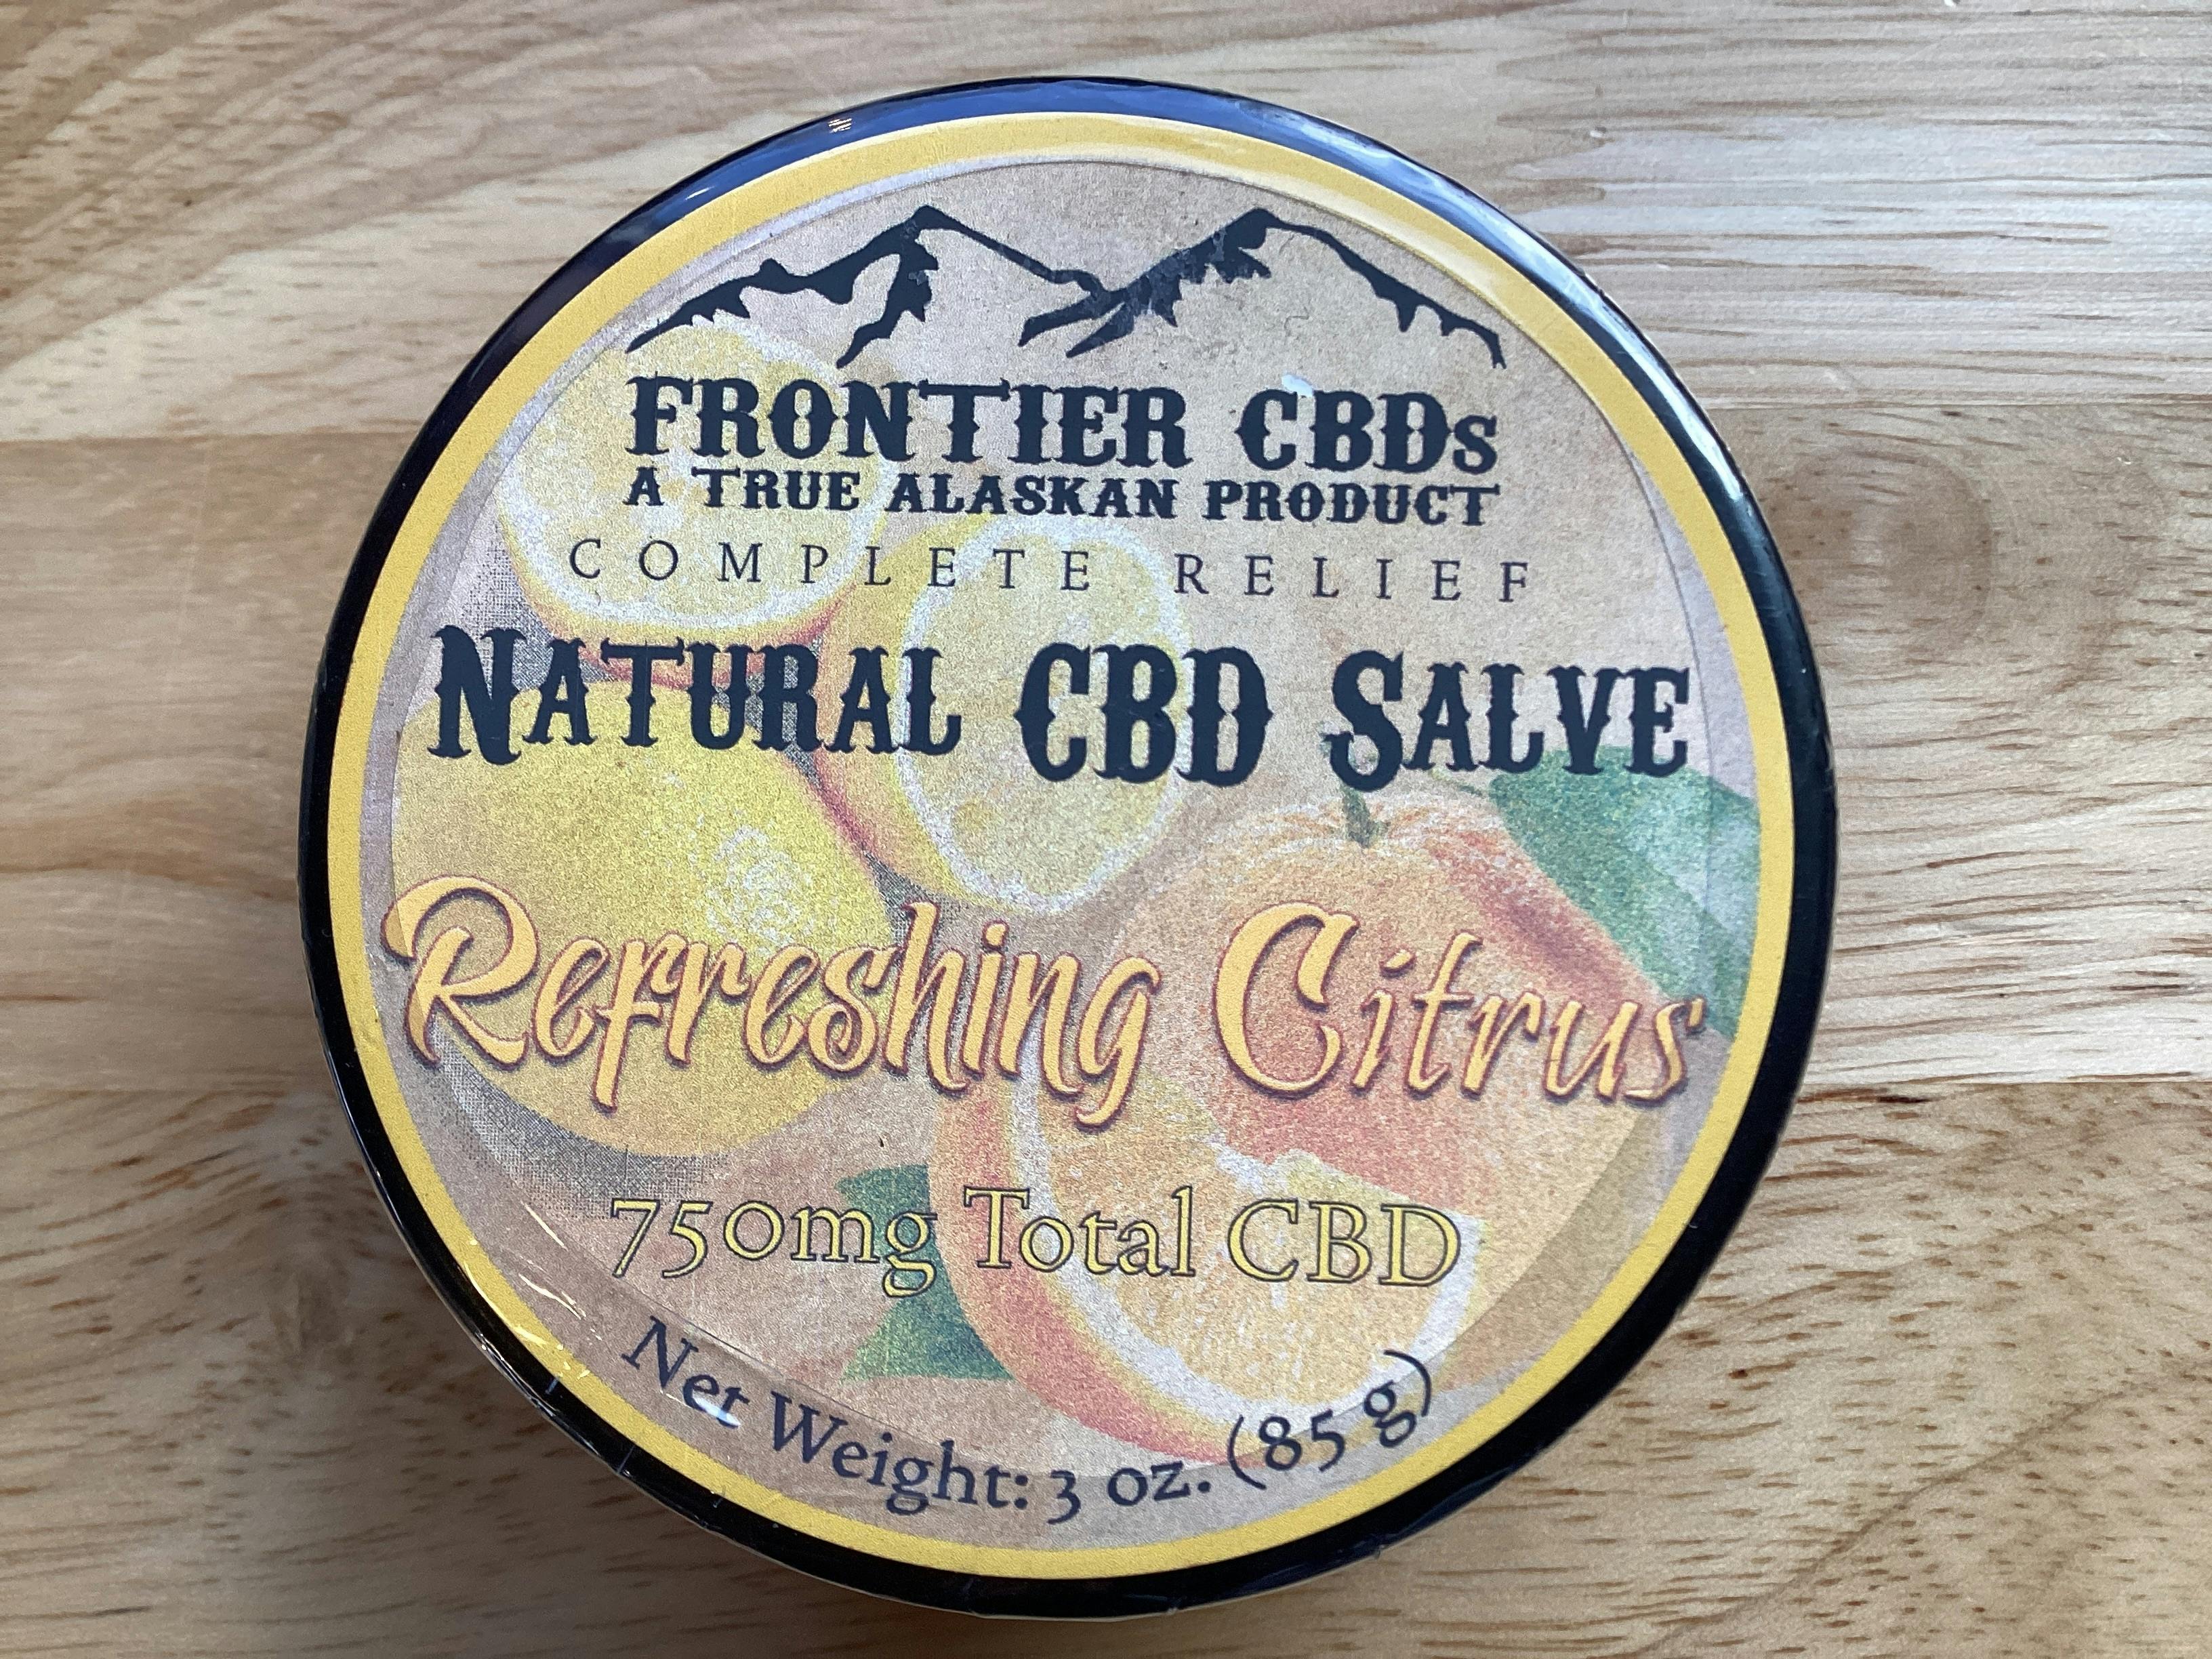 FRONTIER CBDs
A TRUE ALASKAN PRODUCT
COMPLETE RELIEF
NATURAL CBD SALVE
Refreshing Citrus
750mg Total CBD
Net Weight: 3 oz. (85 g)